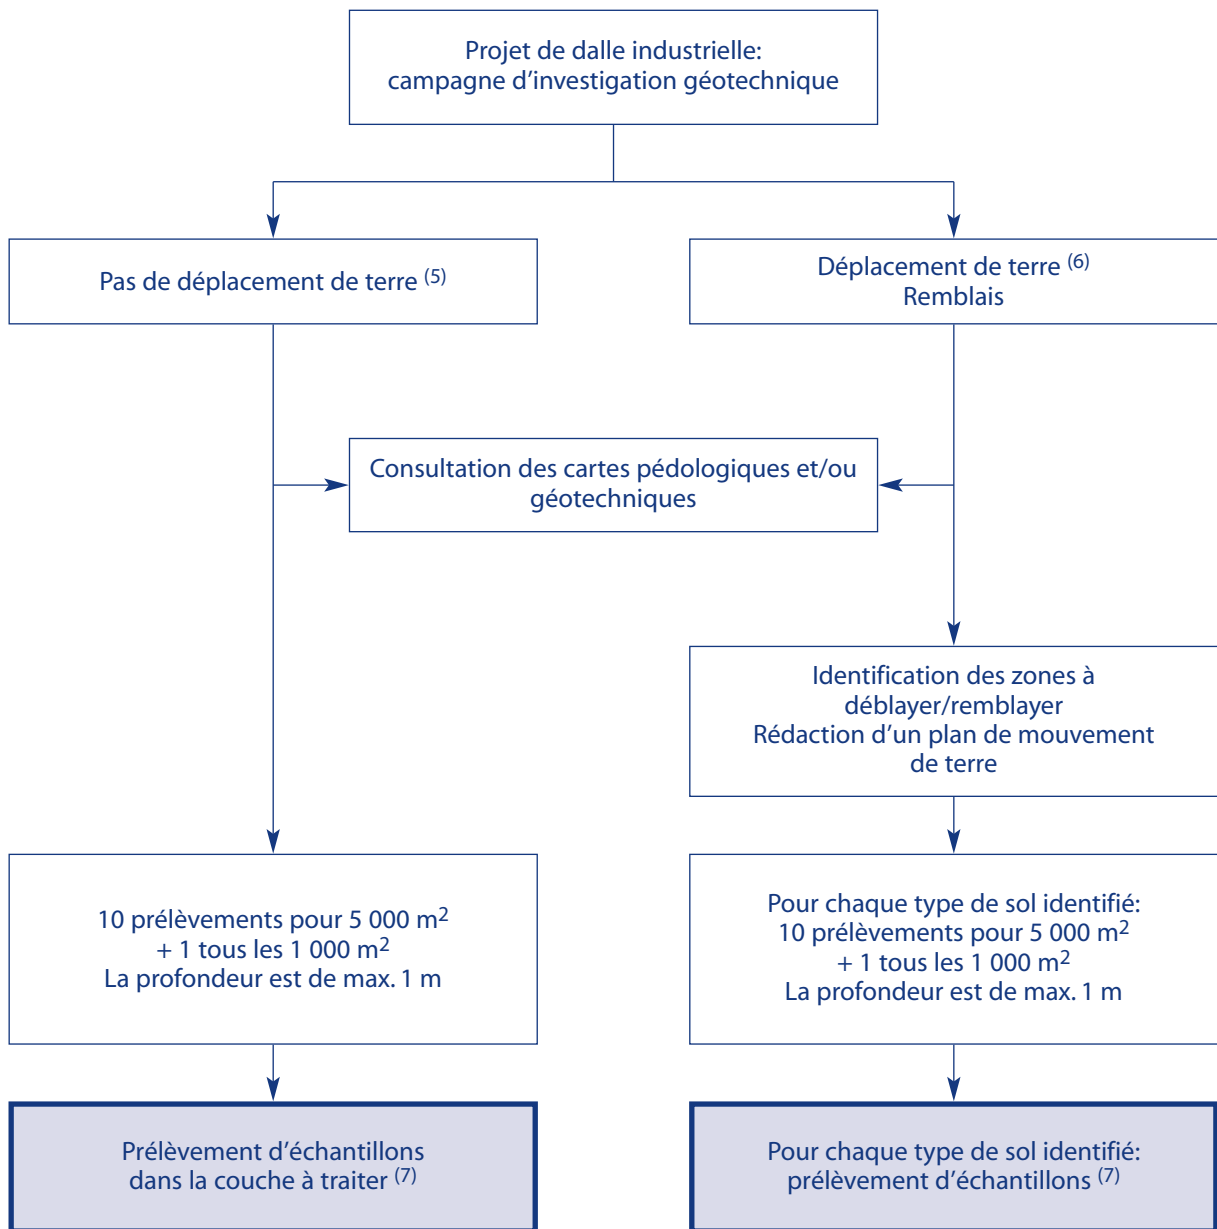 Projet de dalle industrielle:
campagne d’investigation géotechnique
Pas de déplacement de terre (5)
Déplacement de terre (6)
Remblais
Consultation des cartes pédologiques et/ou
géotechniques
Identification des zones à
déblayer/remblayer
Rédaction d’un plan de mouvement
de terre
10 prélèvements pour 5 000 m²
+ 1 tous les 1 000 m²
La profondeur est de max. 1 m
Pour chaque type de sol identifié:
10 prélèvements pour 5 000 m²
+ 1 tous les 1 000 m²
La profondeur est de max. 1 m
Prélèvement d’échantillons
dans la couche à traiter (7)
Pour chaque type de sol identifié:
prélèvement d’échantillons (7)